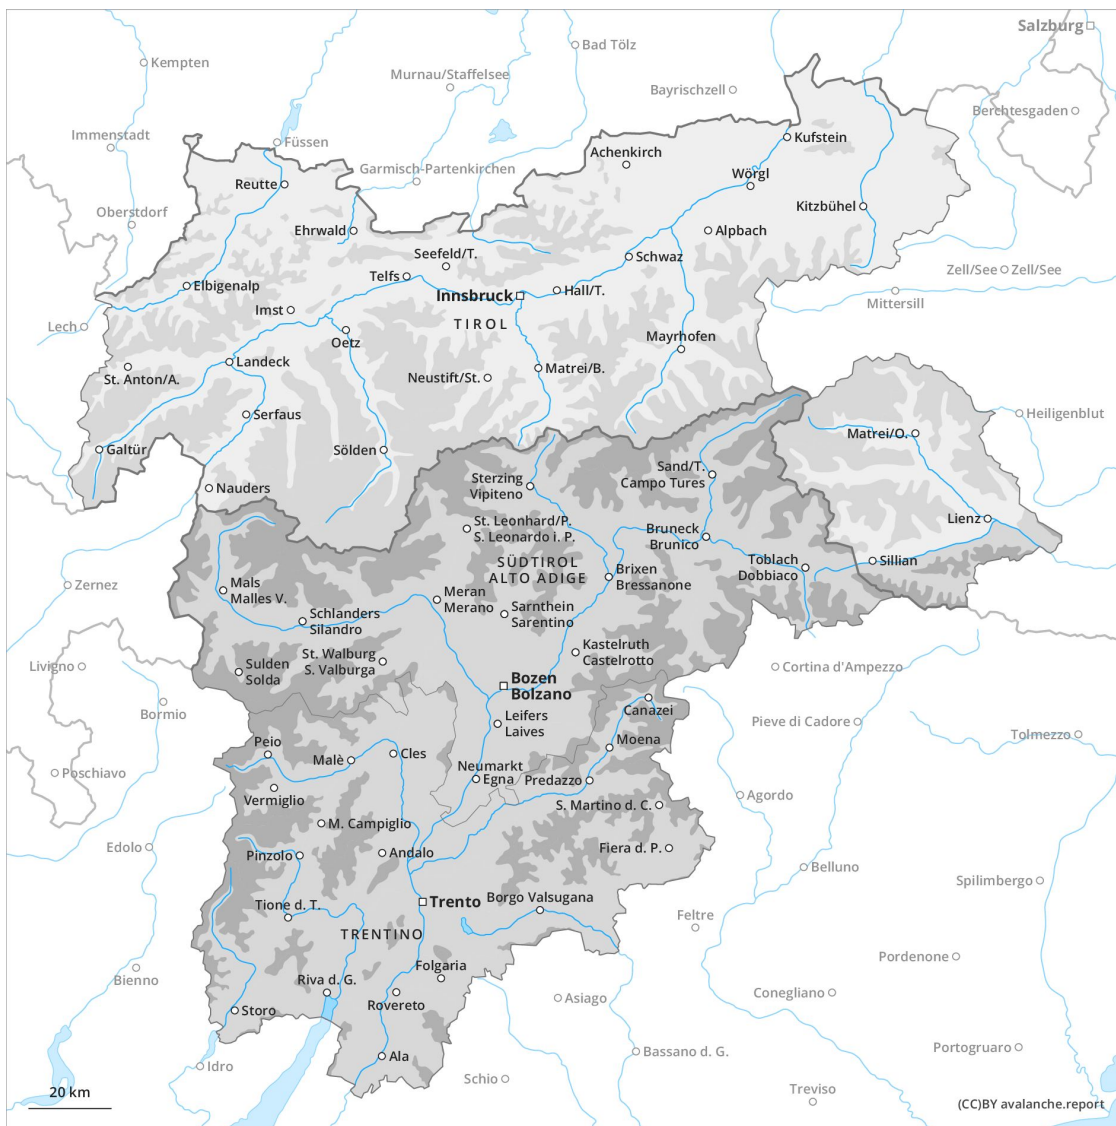 Salzburg
Bad Tölz
Kempten
Murnau/Staffelsee
Bayrischzell
Berchtesgaden
Immenstadt
Füssen
Kufstein
Achenkirch
Garmisch-Partenkirchen
Wörgl
Reutte
Kitzbühel
Oberstdorf
Ehrwald
Alpbach
Seefeld/T.
Schwaz
Zell/See
Zell/See
Telfs
Elbigenalp
Innsbruck
Hall/T.
Mittersill
Imst
TIROL
Lech
Oetz
Mayrhofen
Landeck
Matrei/B.
St. Anton/A.
Neustift/St.
Serfaus
Heiligenblut
Matrei/O.
Galtür
Sölden
Sand/T.
Campo Tures
Sterzing
Vipiteno
Nauders
Lienz
St. Leonhard/P.
S. Leonardo i. P.
Bruneck
Brunico
SÜDTIROL
ALTO ADIGE
Toblach
Dobbiaco
Sillian
Brixen
Bressanone
Zernez
Mals
Malles V.
Meran
Merano
Sarnthein
Sarentino
Schlanders
Silandro
Kastelruth
Castelrotto
St. Walburg
S. Valburga
Livigno
Sulden
Solda
Cortina d'Ampezzo
Bozen
Bolzano
Bormio
Canazei
Leifers
Laives
Pieve di Cadore
Tolmezzo
Peio
Moena
Malè
Cles
Neumarkt
Egna
Predazzo
Poschiavo
Vermiglio
S. Martino d. C.
Agordo
M. Campiglio
Edolo
Pinzolo
Andalo
Fiera d. P.
Belluno
Spilimbergo
Tione d. T.
Trento
Borgo Valsugana
Feltre
TRENTINO
Pordenone
Bienno
Folgaria
Riva d. G.
Rovereto
Asiago
Conegliano
Storo
Ala
Bassano d. G.
Portogruaro
Idro
Schio
Treviso
20 km
(CC)BY avalanche.report